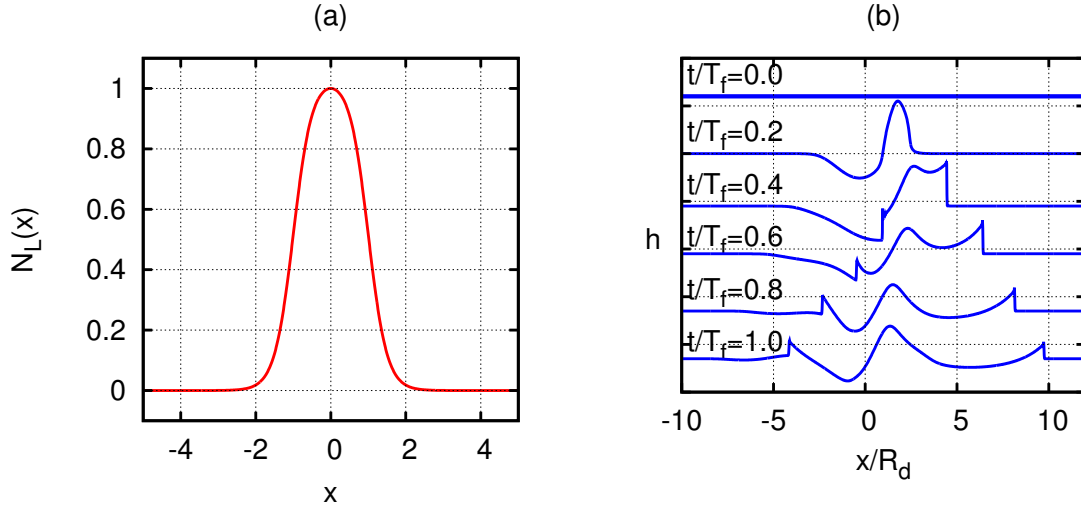 (a)
1
0.8
0.6
0.4
0.2
0
N_L(x)
-4
-2
0
2
4
x
(b)
t/T_f=0.0
t/T_f=0.2
t/T_f=0.4
t/T_f=0.6
t/T_f=0.8
t/T_f=1.0
h
-10
-5
0
5
10
x/R_d